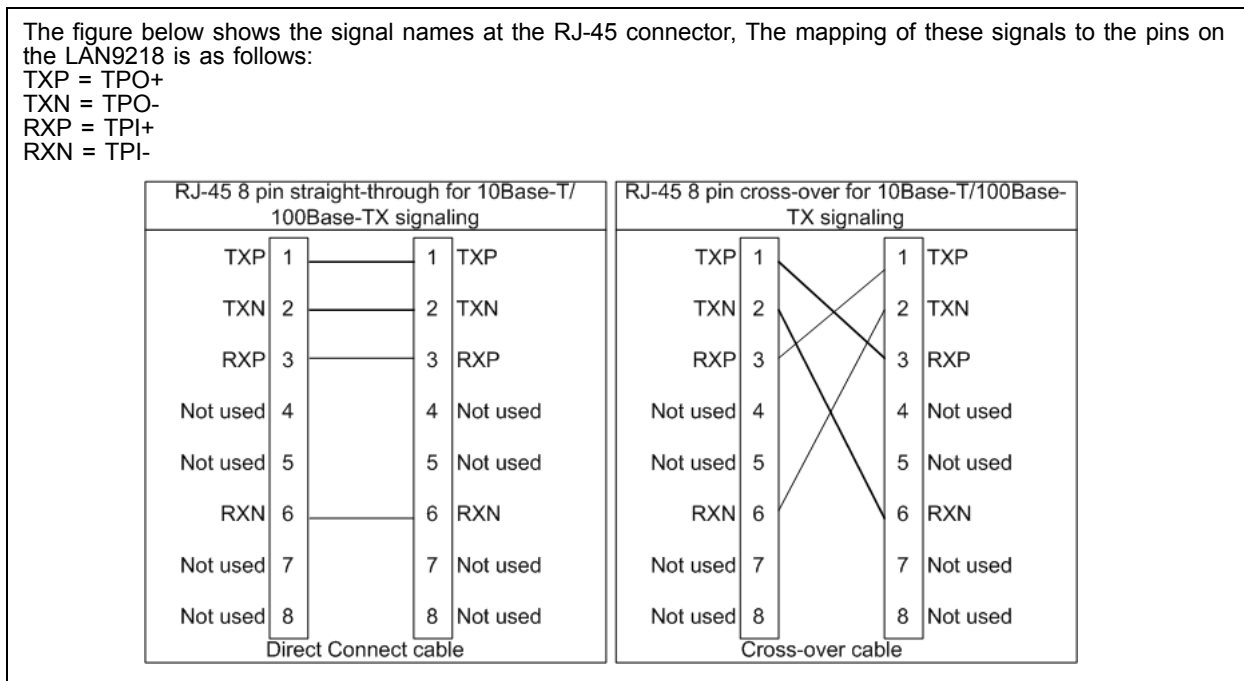 The figure below shows the signal names at the RJ-45 connector, The mapping of these signals to the pins on
the LAN9218 is as follows:
TXP = TPO+
TXN = TPO-
RXP = TPI+
RXN = TPI-
RJ-45 8 pin straight-through for 10Base-T/
100Base-TX signaling
TXP 1 1 TXP
TXN 2 2 TXN
RXP 3 3 RXP
Not used 4 4 Not used
Not used 5 5 Not used
RXN 6 6 RXN
Not used 7 7 Not used
Not used 8 8 Not used
Direct Connect cable
RJ-45 8 pin cross-over for 10Base-T/100Base-
TX signaling
TXP 1 1 TXP
TXN 2 2 TXN
RXP 3 3 RXP
Not used 4 4 Not used
Not used 5 5 Not used
RXN 6 6 RXN
Not used 7 7 Not used
Not used 8 8 Not used
Cross-over cable